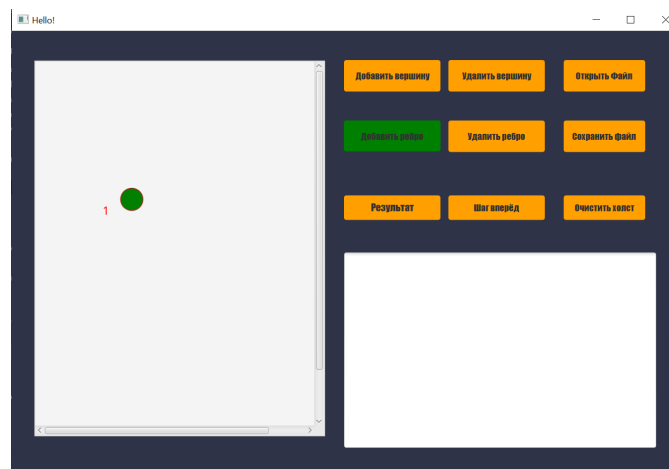 Hello!
Добавить вершину
Удалить вершину
Открыть Файл
Добавить ребро
Удалить ребро
Сохранить файл
1
Результат
Шаг вперёд
Очистить холст